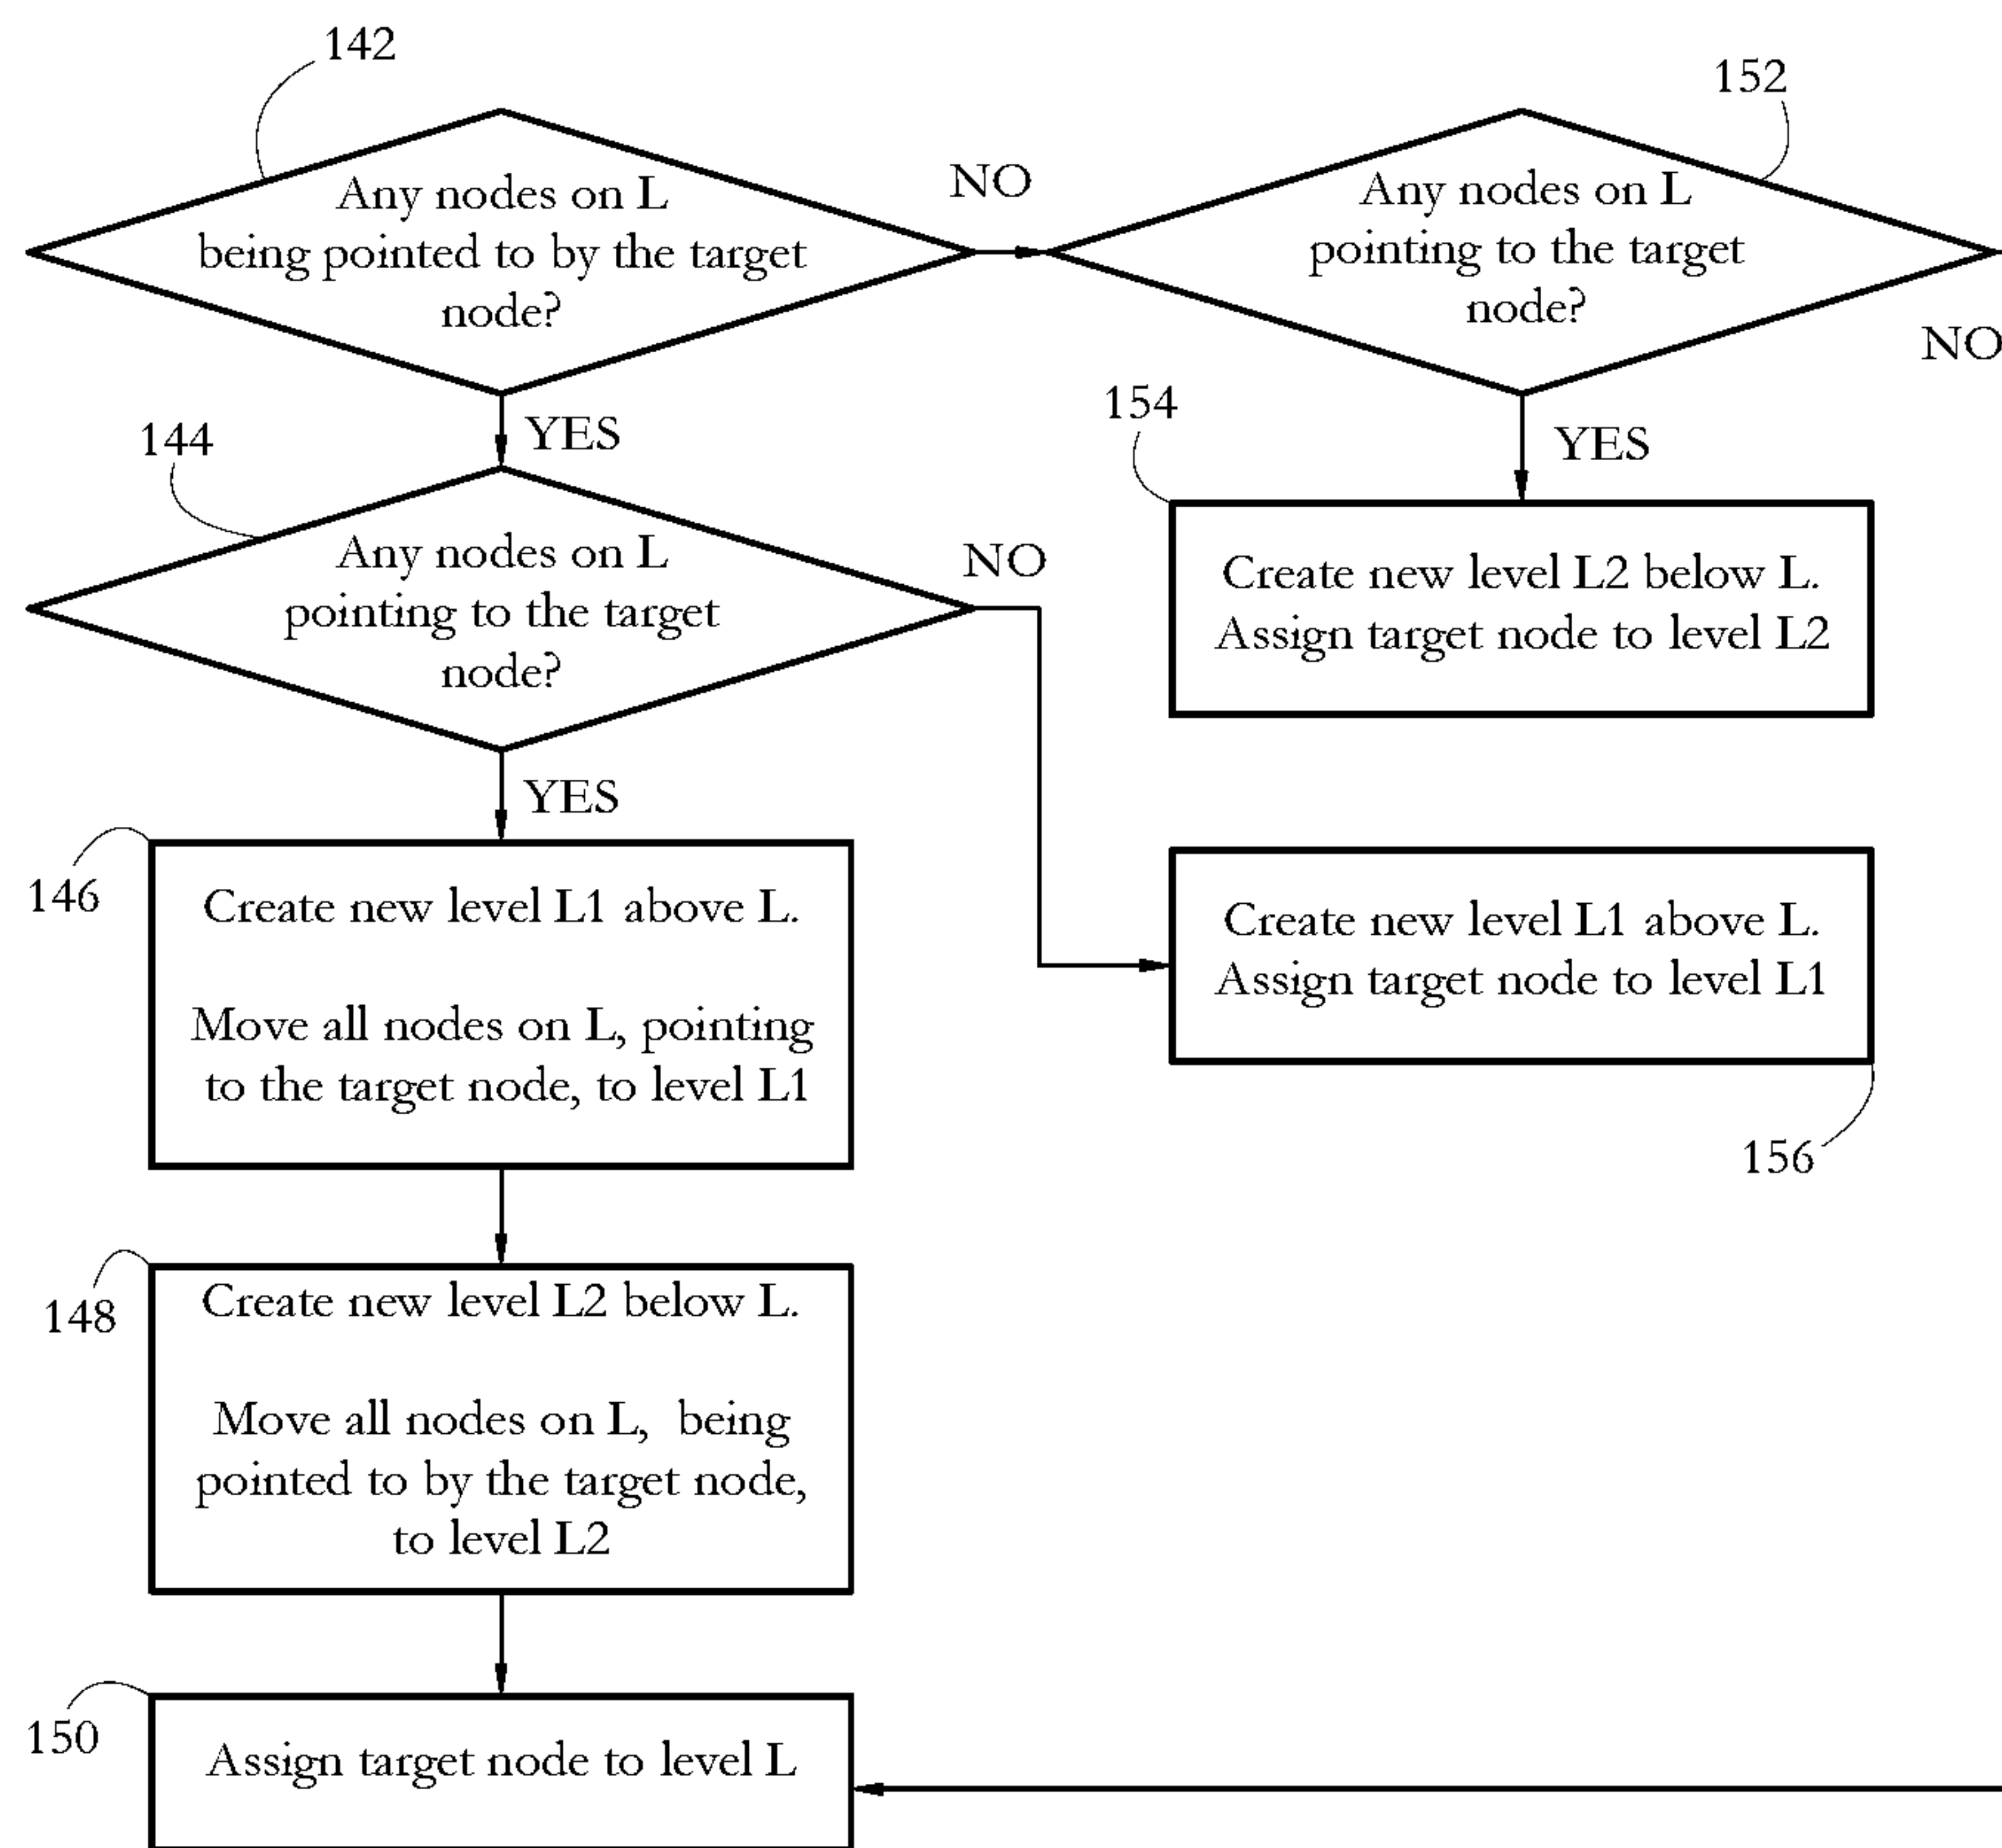 142
Any nodes on L
being pointed to by the target
node?
NO
152
Any nodes on L
pointing to the target
node?
NO
YES
144
Any nodes on L
pointing to the target
node?
NO
YES
154
Create new level L2 below L.
Assign target node to level L2
YES
146
Create new level L1 above L.
Move all nodes on L, pointing
to the target node, to level L1
Create new level L1 above L.
Assign target node to level L1
156
148
Create new level L2 below L.
Move all nodes on L, being
pointed to by the target node,
to level L2
150
Assign target node to level L